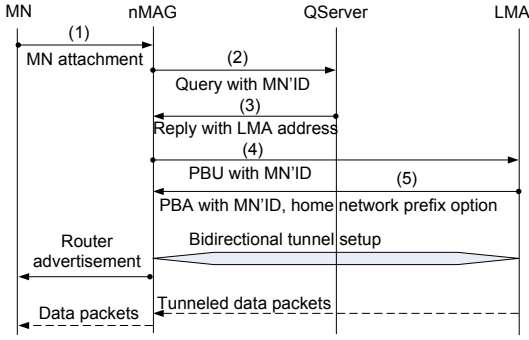 MN nMAG QServer LMA
(1)
MN attachment
(2)
Query with MN'ID
(3)
Reply with LMA address
(4)
PBU with MN'ID
(5)
PBA with MN'ID, home network prefix option
Router
advertisement
Bidirectional tunnel setup
Tunneled data packets
Data packets